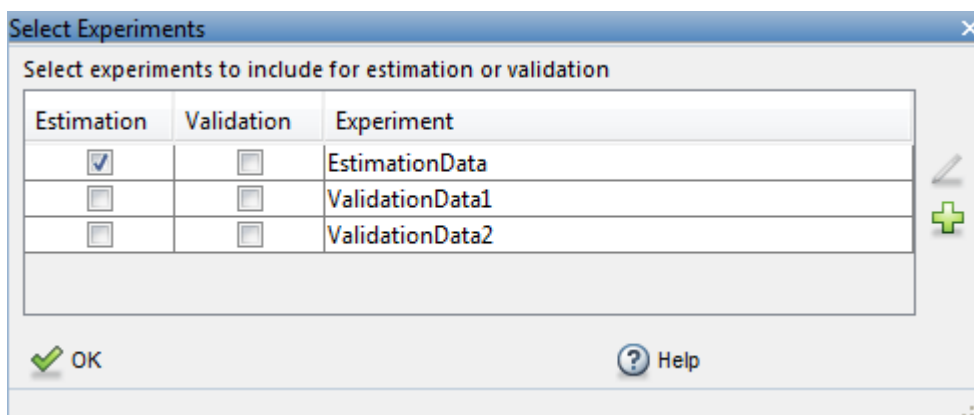 Select Experiments
Select experiments to include for estimation or validation
Estimation Validation Experiment
EstimationData
ValidationData1
ValidationData2
OK Help